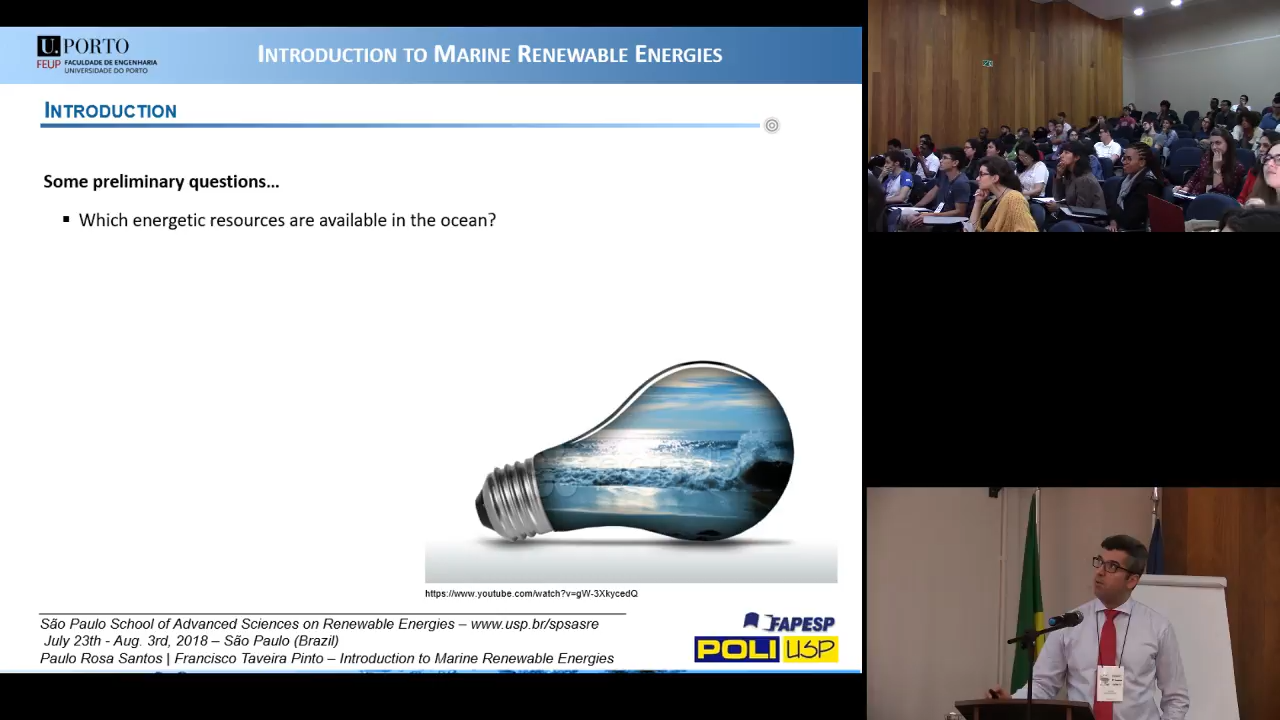 U.PORTO
FEUP FACULDADE DE ENGENHARIA
UNIVERSIDADE DO PORTO
INTRODUCTION TO MARINE RENEWABLE ENERGIES
INTRODUCTION
Some preliminary questions...
▪ Which energetic resources are available in the ocean?
https://www.youtube.com/watch?v=gW-3XkycedQ
São Paulo School of Advanced Sciences on Renewable Energies – www.usp.br/spsasre
July 23th - Aug. 3rd, 2018 – São Paulo (Brazil)
Paulo Rosa Santos | Francisco Taveira Pinto – Introduction to Marine Renewable Energies
FAPESP
POLI USP